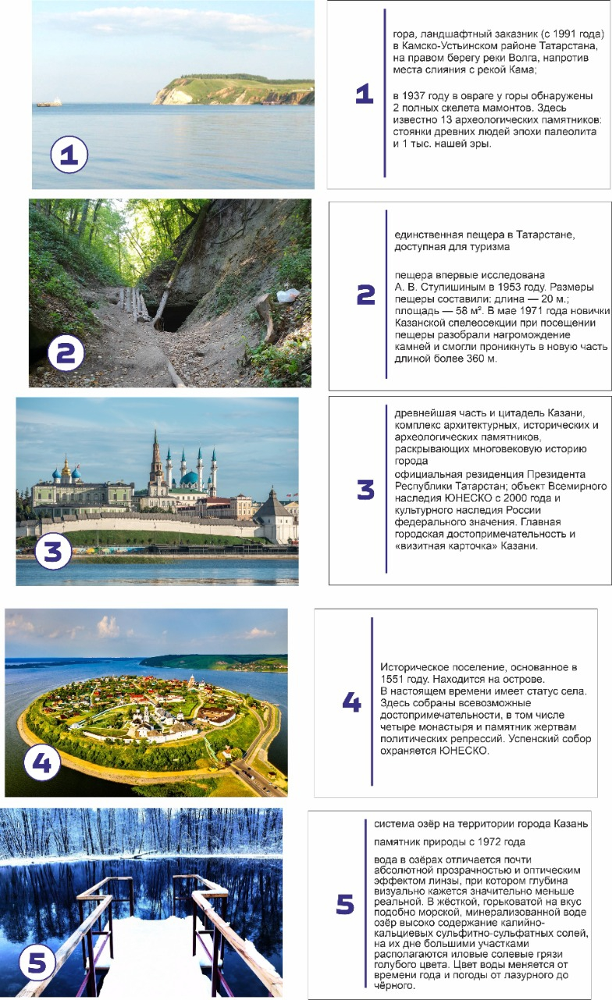 1
1
гора, ландшафтный заказник (с 1991 года)
в Камско-Устьинском районе Татарстана,
на правом берегу реки Волга, напротив
места слияния с рекой Кама;
в 1937 году в овраге у горы обнаружены
2 полных скелета мамонтов. Здесь
известно 13 археологических памятников:
стоянки древних людей эпохи палеолита
и 1 тыс. нашей эры.
2
2
единственная пещера в Татарстане,
доступная для туризма
пещера впервые исследована
А. В. Ступишиным в 1953 году. Размеры
пещеры составили: длина — 20 м.;
площадь — 58 м². В мае 1971 года новички
Казанской спелеосекции при посещении
пещеры разобрали нагромождение
камней и смогли проникнуть в новую часть
длиной более 360 м.
3
3
древнейшая часть и цитадель Казани,
комплекс архитектурных, исторических и
археологических памятников,
раскрывающих многовековую историю
города
официальная резиденция Президента
Республики Татарстан; объект Всемирного
наследия ЮНЕСКО с 2000 года и
культурного наследия России
федерального значения. Главная
городская достопримечательность и
«визитная карточка» Казани.
4
4
Историческое поселение, основанное в
1551 году. Находится на острове.
В настоящем времени имеет статус села.
Здесь собраны всевозможные
достопримечательности, в том числе
четыре монастыря и памятник жертвам
политических репрессий. Успенский собор
охраняется ЮНЕСКО.
5
5
система озёр на территории города Казань
памятник природы с 1972 года
вода в озёрах отличается почти
абсолютной прозрачностью и оптическим
эффектом линзы, при котором глубина
визуально кажется значительно меньше
реальной. В жёсткой, горьковатой на вкус
подобно морской, минерализованной воде
озёр высоко содержание калийно-
кальциевых сульфитно-сульфатных солей,
на их дне большими участками
располагаются иловые солевые грязи
голубого цвета. Цвет воды меняется от
времени года и погоды от лазурного до
чёрного.